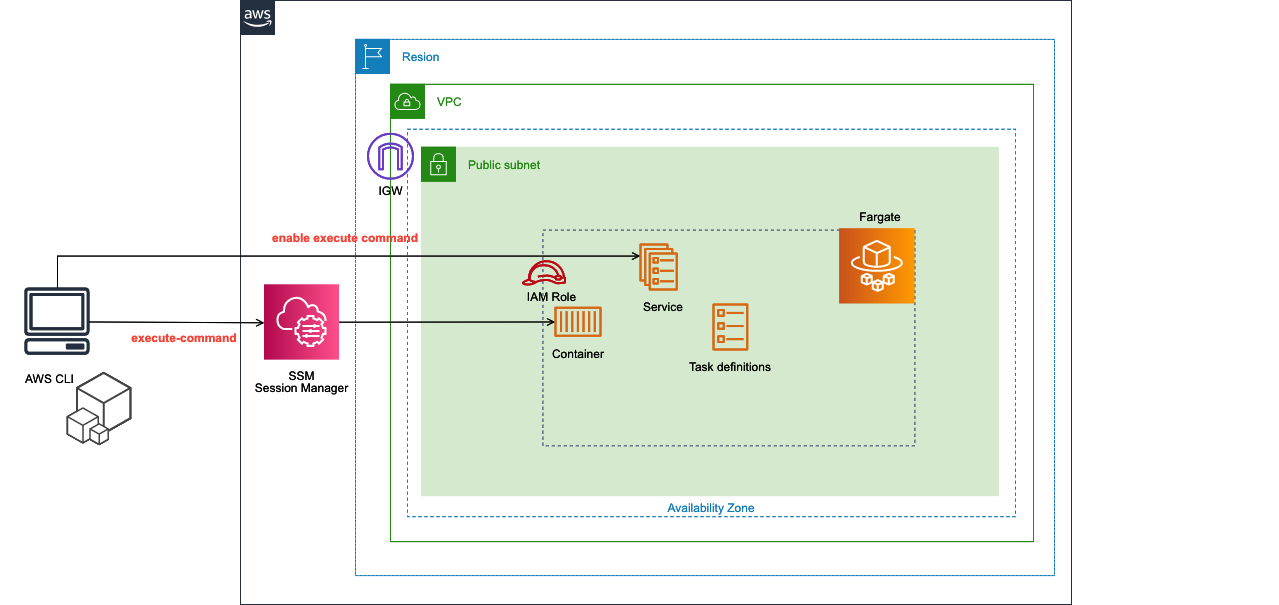 aws
Resion
VPC
IGW
Public subnet
Fargate
enable execute command
IAM Role
Service
execute-command
Container
Task definitions
AWS CLI
SSM
Session Manager
Availability Zone